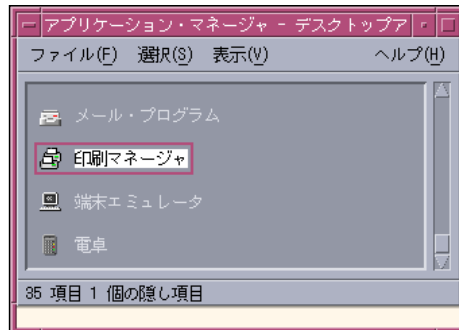 アプリケーション・マネージャ - デスクトップア
ファイル(F) 選択(S) 表示(V) ヘルプ(H)
メール・プログラム
印刷マネージャ
端末エミュレータ
電卓
35 項目 1 個の隠し項目